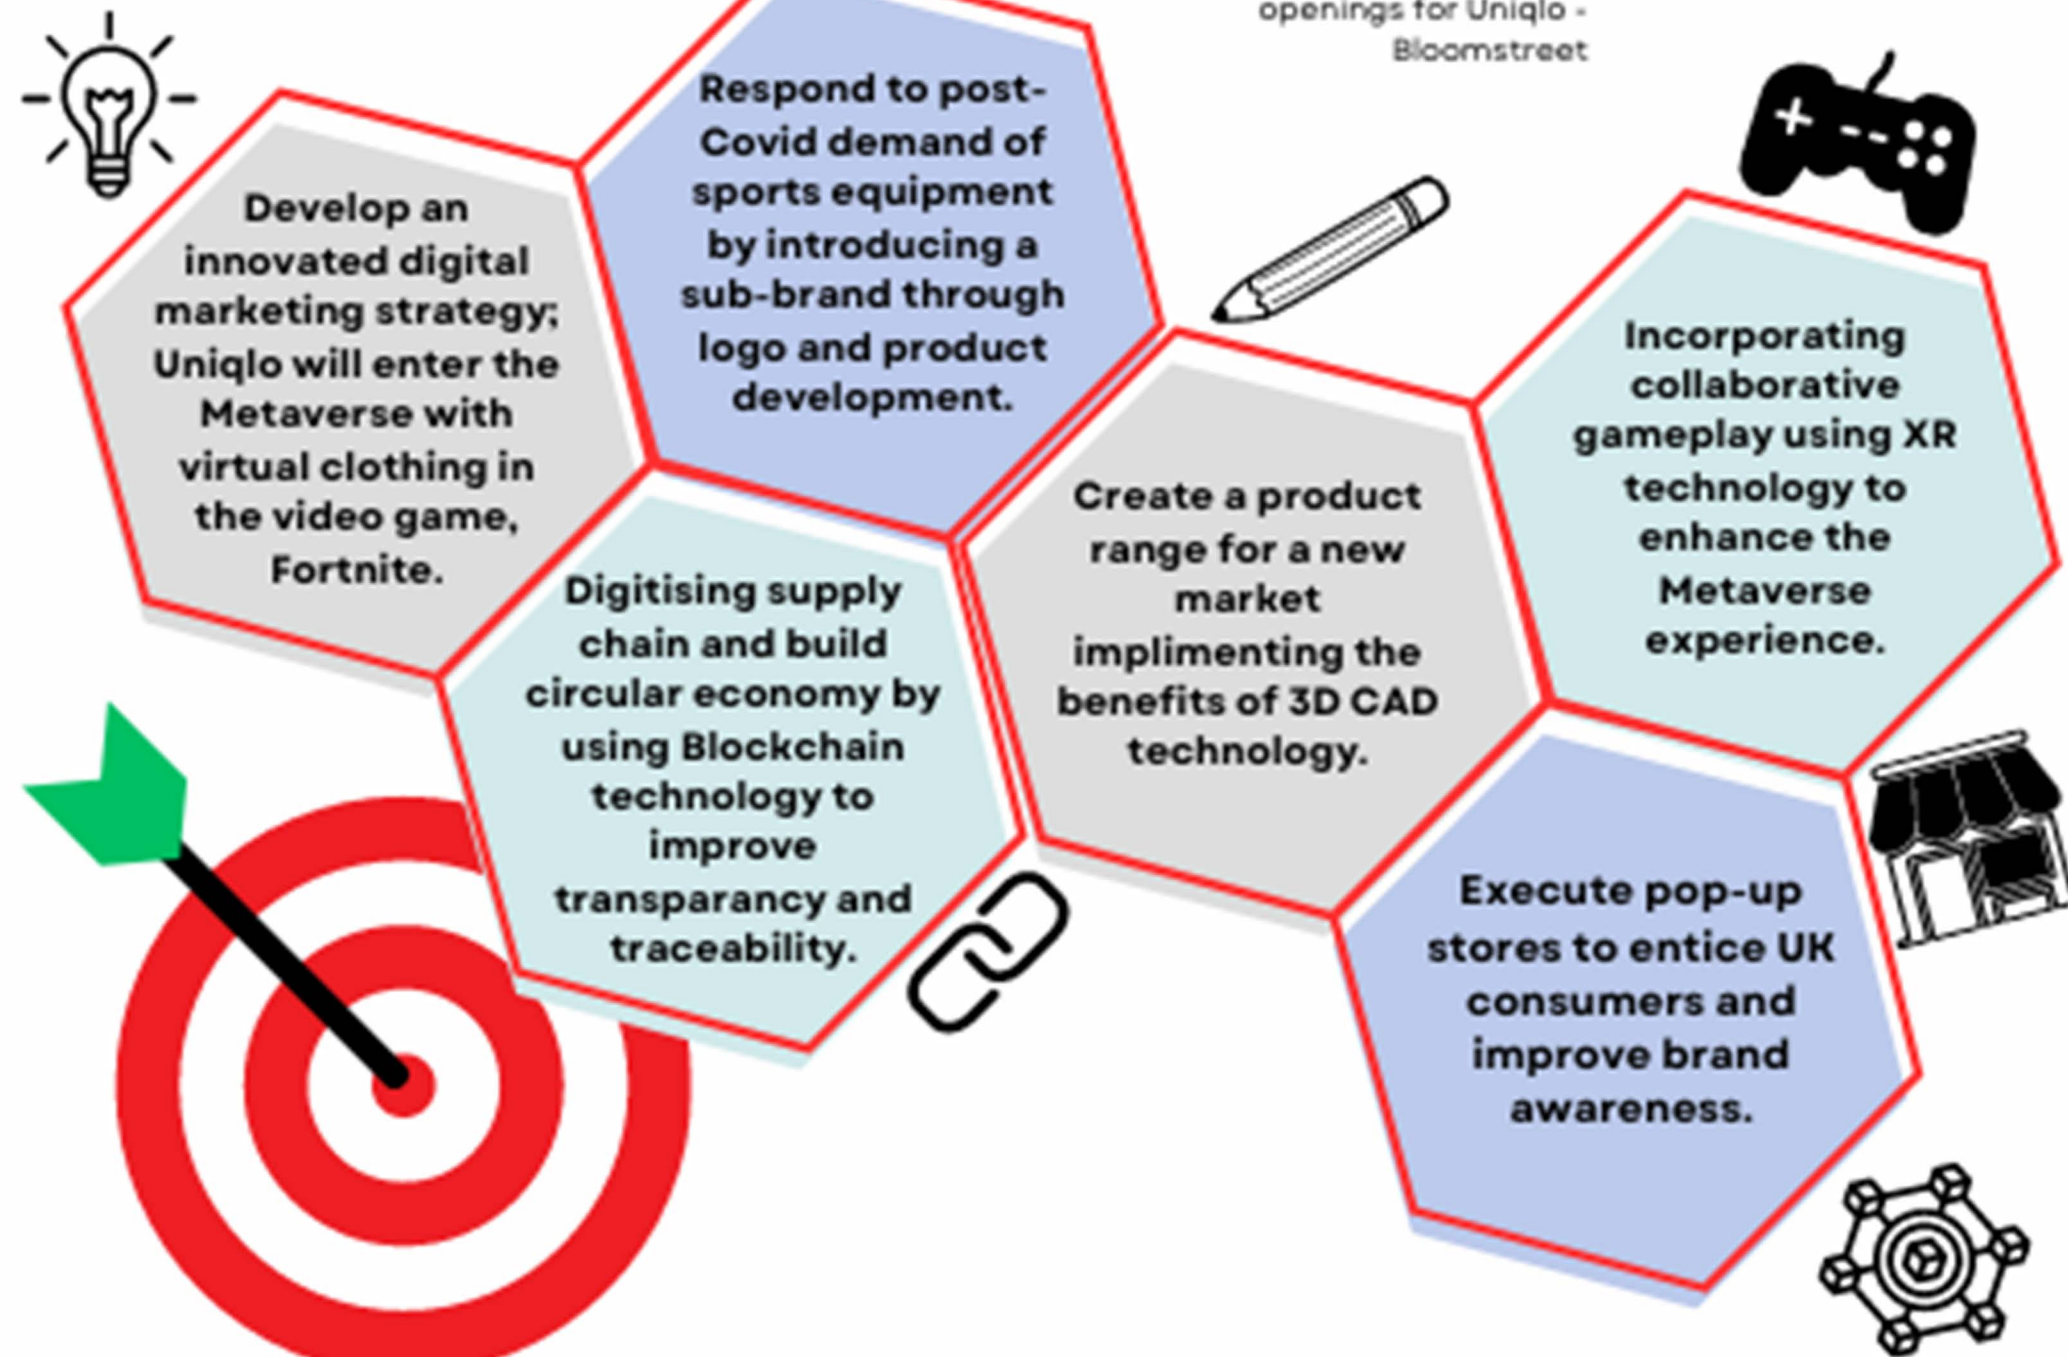 openings for Uniqlo -
Bloomstreet
Develop an
innovated digital
marketing strategy;
Uniqlo will enter the
Metaverse with
virtual clothing in
the video game,
Fortnite.
Respond to post-
Covid demand of
sports equipment
by introducing a
sub-brand through
logo and product
development.
Digitising supply
chain and build
circular economy by
using Blockchain
technology to
improve
transparancy and
traceability.
Create a product
range for a new
market
implimenting the
benefits of 3D CAD
technology.
Incorporating
collaborative
gameplay using XR
technology to
enhance the
Metaverse
experience.
Execute pop-up
stores to entice UK
consumers and
improve brand
awareness.